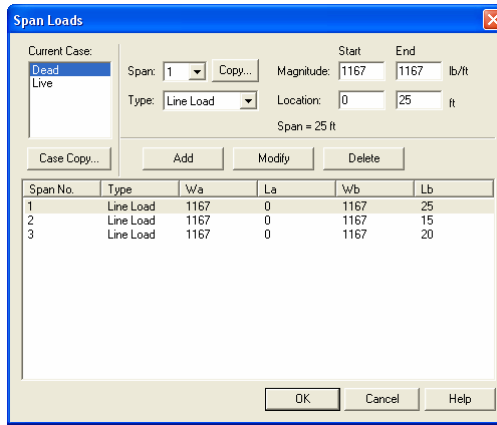 Span Loads
Current Case:
Dead
Live
Case Copy...
Span: 1 Copy...
Type: Line Load
Start End
Magnitude: 1167 1167 lb/ft
Location: 0 25 ft
Span = 25 ft
Add Modify Delete
Span No. Type Wa La Wb Lb
1 Line Load 1167 0 1167 25
2 Line Load 1167 0 1167 15
3 Line Load 1167 0 1167 20
OK Cancel Help